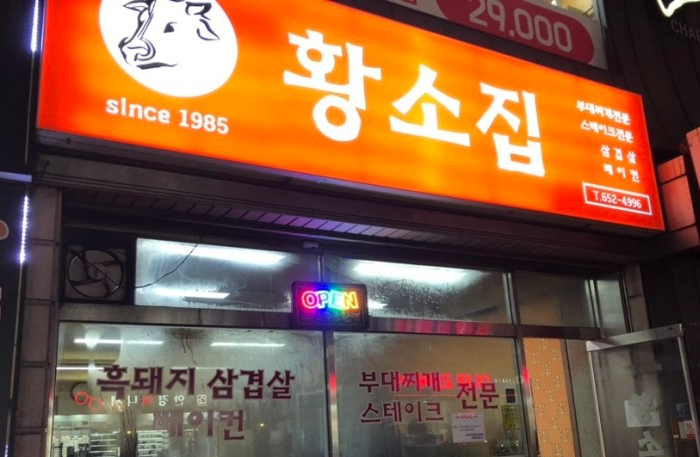 29.000
since 1985
황소집
부대찌개전문
스테이크전문
삼겹살
베이컨
T.652-4996
OPEN
흑돼지 삼겹살
베이컨
부대찌개
스테이크
전문